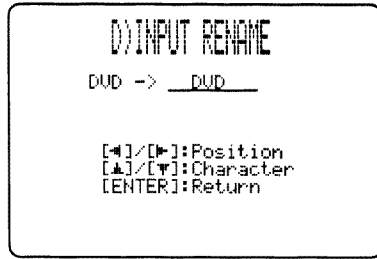 D)INPUT RENAME
DVD -> DVD
[◀]/[▶]:Position
[▲]/[▼]:Character
[ENTER]:Return